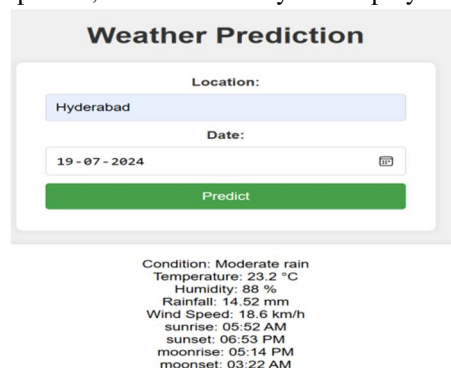 Weather Prediction
Location:
Hyderabad
Date:
19-07-2024
Predict
Condition: Moderate rain
Temperature: 23.2 °C
Humidity: 88 %
Rainfall: 14.52 mm
Wind Speed: 18.6 km/h
sunrise: 05:52 AM
sunset: 06:53 PM
moonrise: 05:14 PM
moonset: 03:22 AM